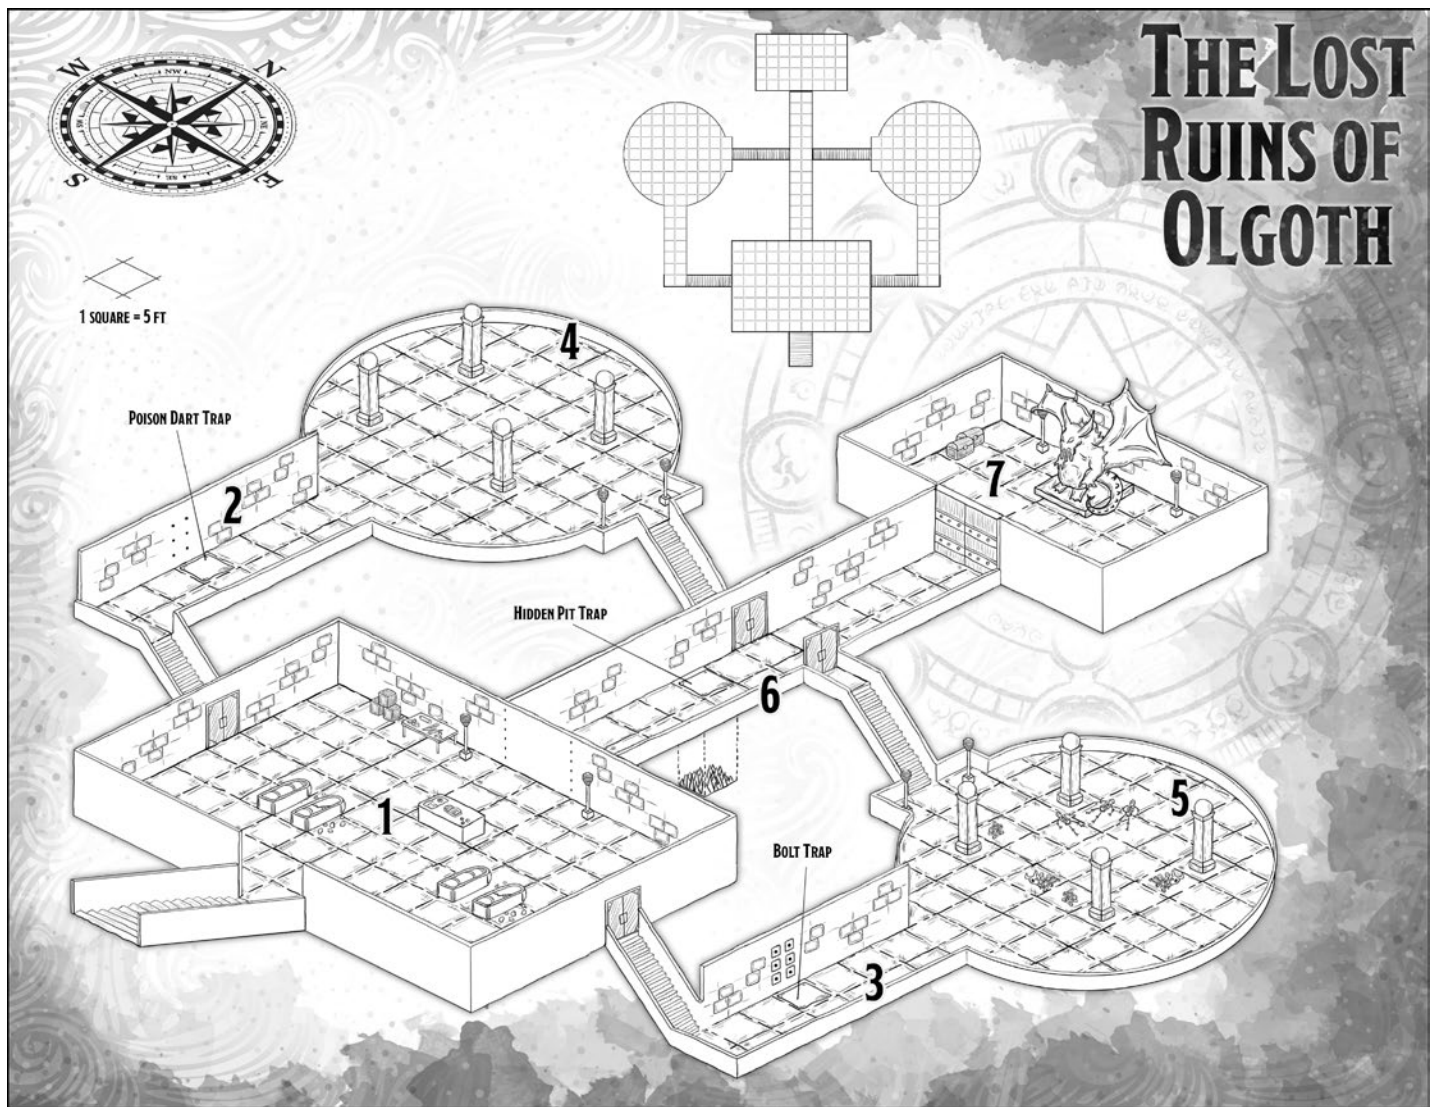 THE LOST
RUINS OF
OLGOTH
W
N
NW
S
E
1 SQUARE = 5 FT
4
POISON DART TRAP
2
7
HIDDEN PIT TRAP
6
1
5
BOLT TRAP
3